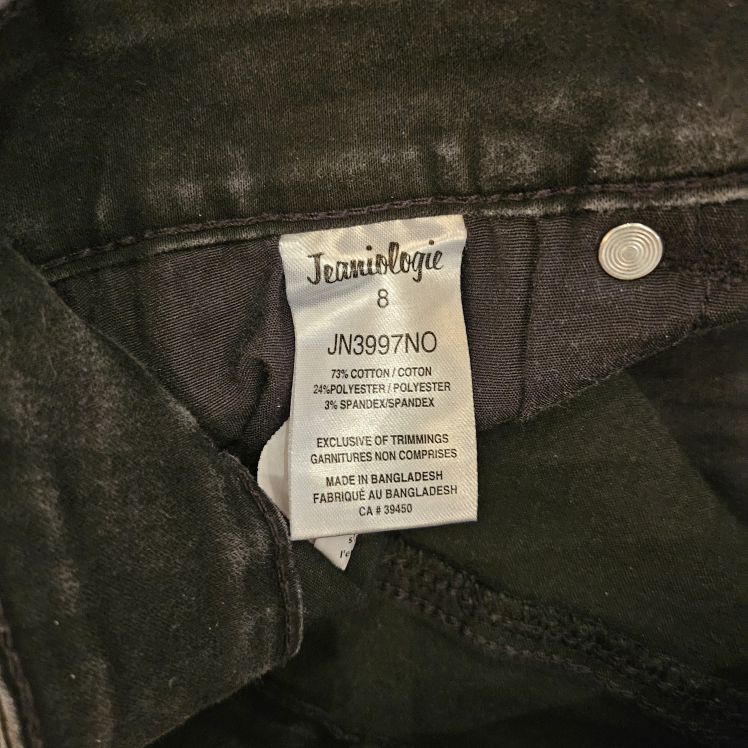 Jeaniologie
8
JN3997NO
73% COTTON / COTON
24%POLYESTER / POLYESTER
3% SPANDEX/SPANDEX
EXCLUSIVE OF TRIMMINGS
GARNITURES NON COMPRISES
MADE IN BANGLADESH
FABRIQUÉ AU BANGLADESH
CA # 39450